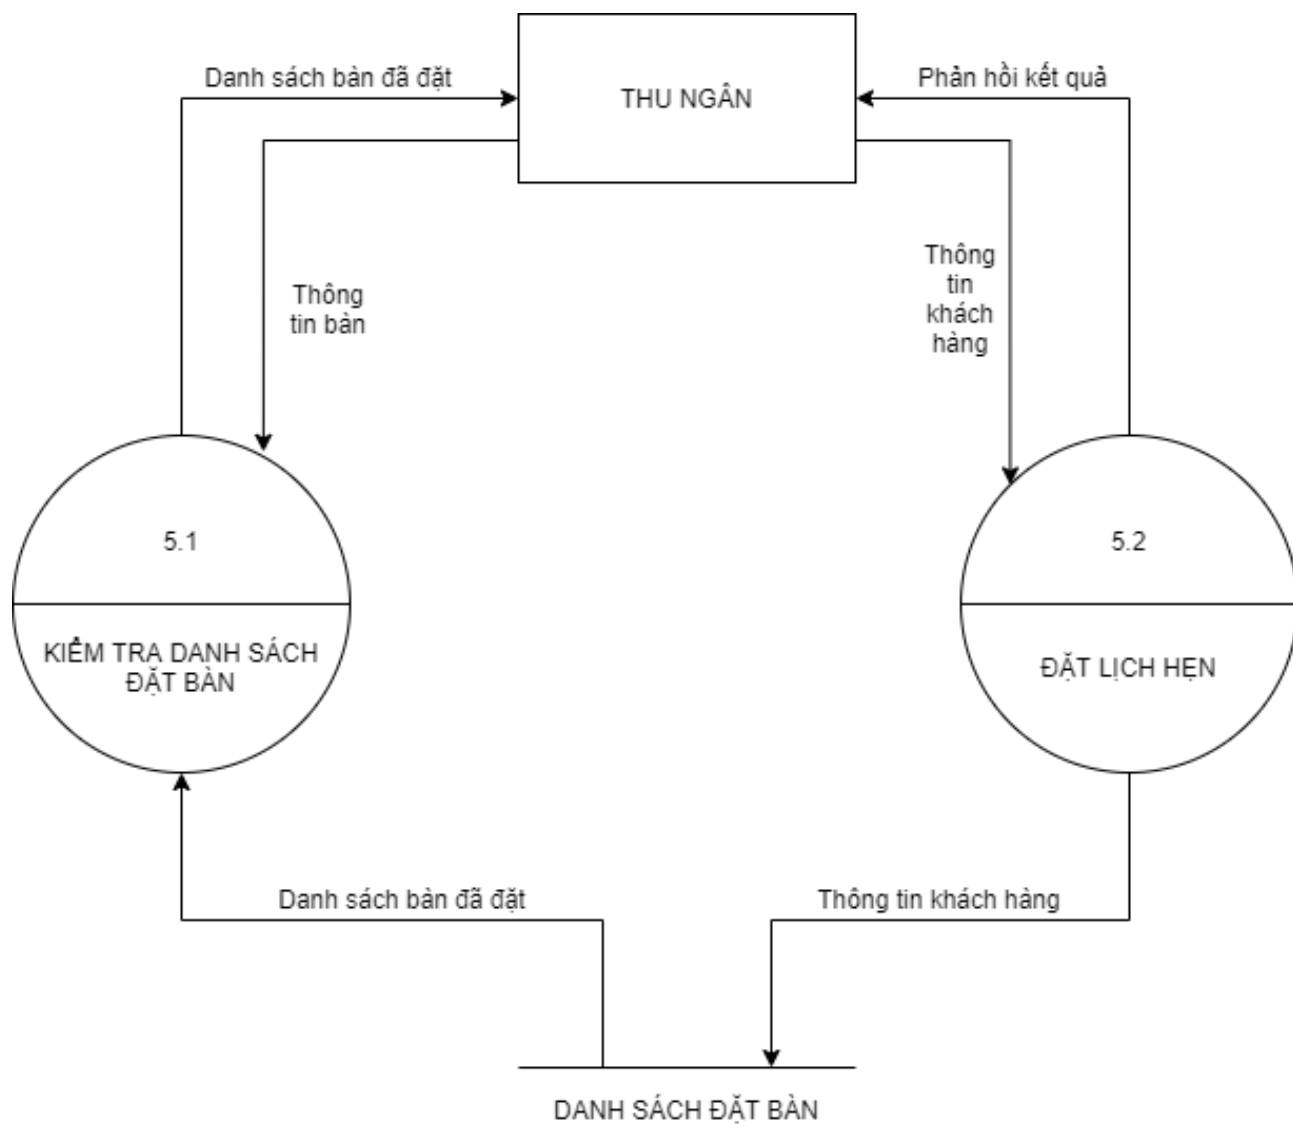 Danh sách bàn đã đặt
THU NGÂN
Phản hồi kết quả
Thông
tin bàn
Thông
tin
khách
hàng
5.1
KIỂM TRA DANH SÁCH
ĐẶT BÀN
5.2
ĐẶT LỊCH HẸN
Danh sách bàn đã đặt
Thông tin khách hàng
DANH SÁCH ĐẶT BÀN